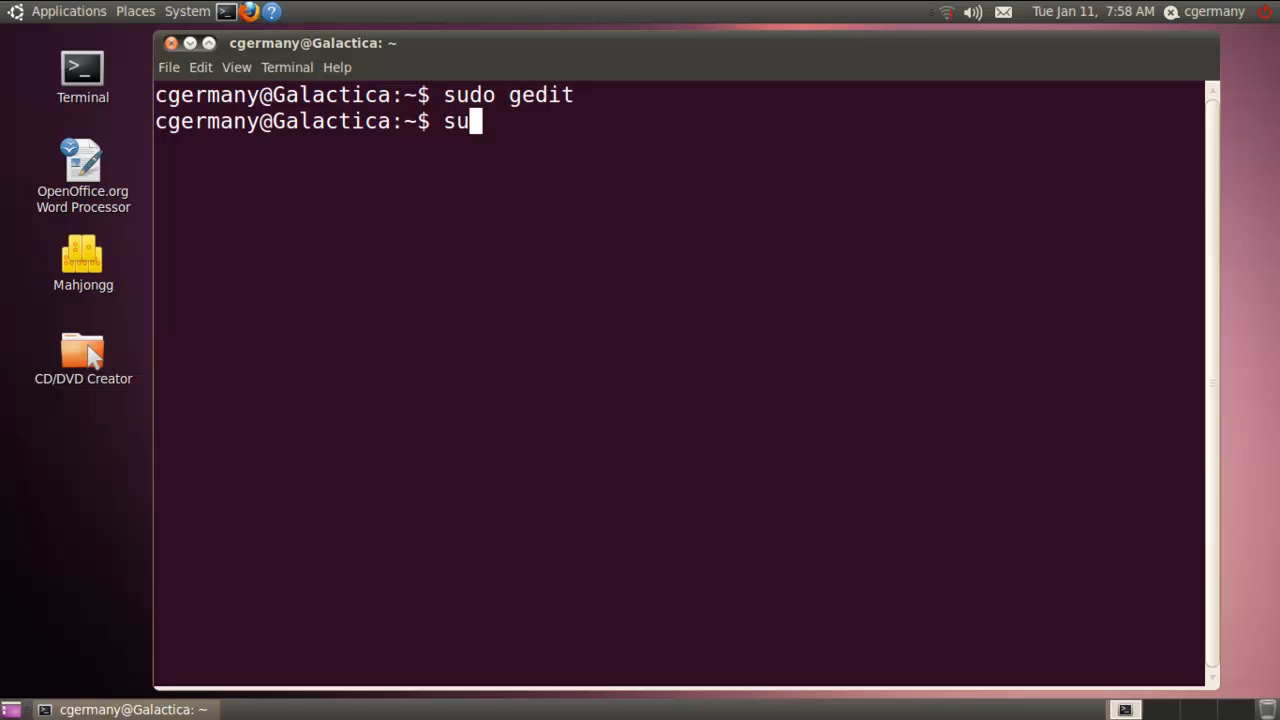 Applications Places System
Tue Jan 11, 7:58 AM cgermany
cgermany@Galactica: ~
File Edit View Terminal Help
cgermany@Galactica:~$ sudo gedit
cgermany@Galactica:~$ su
Terminal
OpenOffice.org
Word Processor
Mahjongg
CD/DVD Creator
cgermany@Galactica: ~